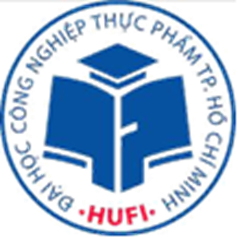 ĐẠI HỌC CÔNG NGHIỆP THỰC PHẨM TP. HỒ CHÍ MINH
· HUFI ·